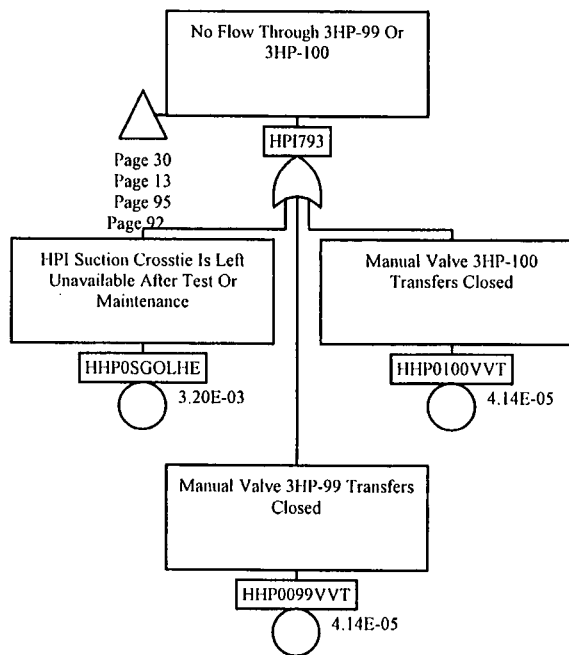 No Flow Through 3HP-99 Or
3HP-100
HPI793
Page 30
Page 13
Page 95
Page 92
HPI Suction Crosstie Is Left
Unavailable After Test Or
Maintenance
HHP0SGOLHE
3.20E-03
Manual Valve 3HP-100
Transfers Closed
HHP0100VVT
4.14E-05
Manual Valve 3HP-99 Transfers
Closed
HHP0099VVT
4.14E-05